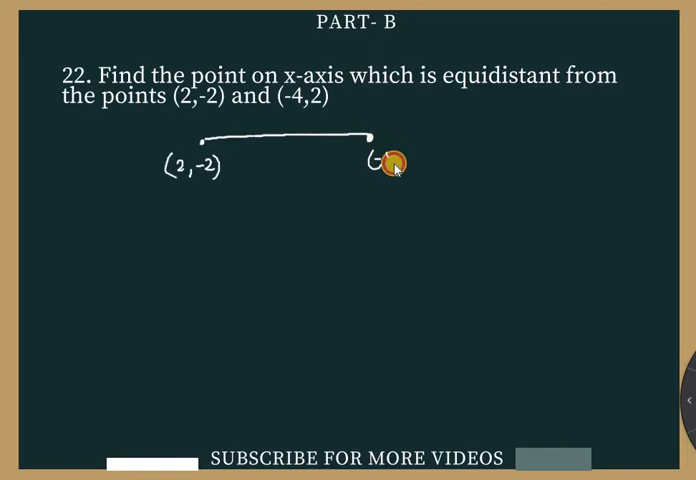 PART- B
22. Find the point on x-axis which is equidistant from
the points (2,-2) and (-4,2)
(2,-2) (-
SUBSCRIBE FOR MORE VIDEOS